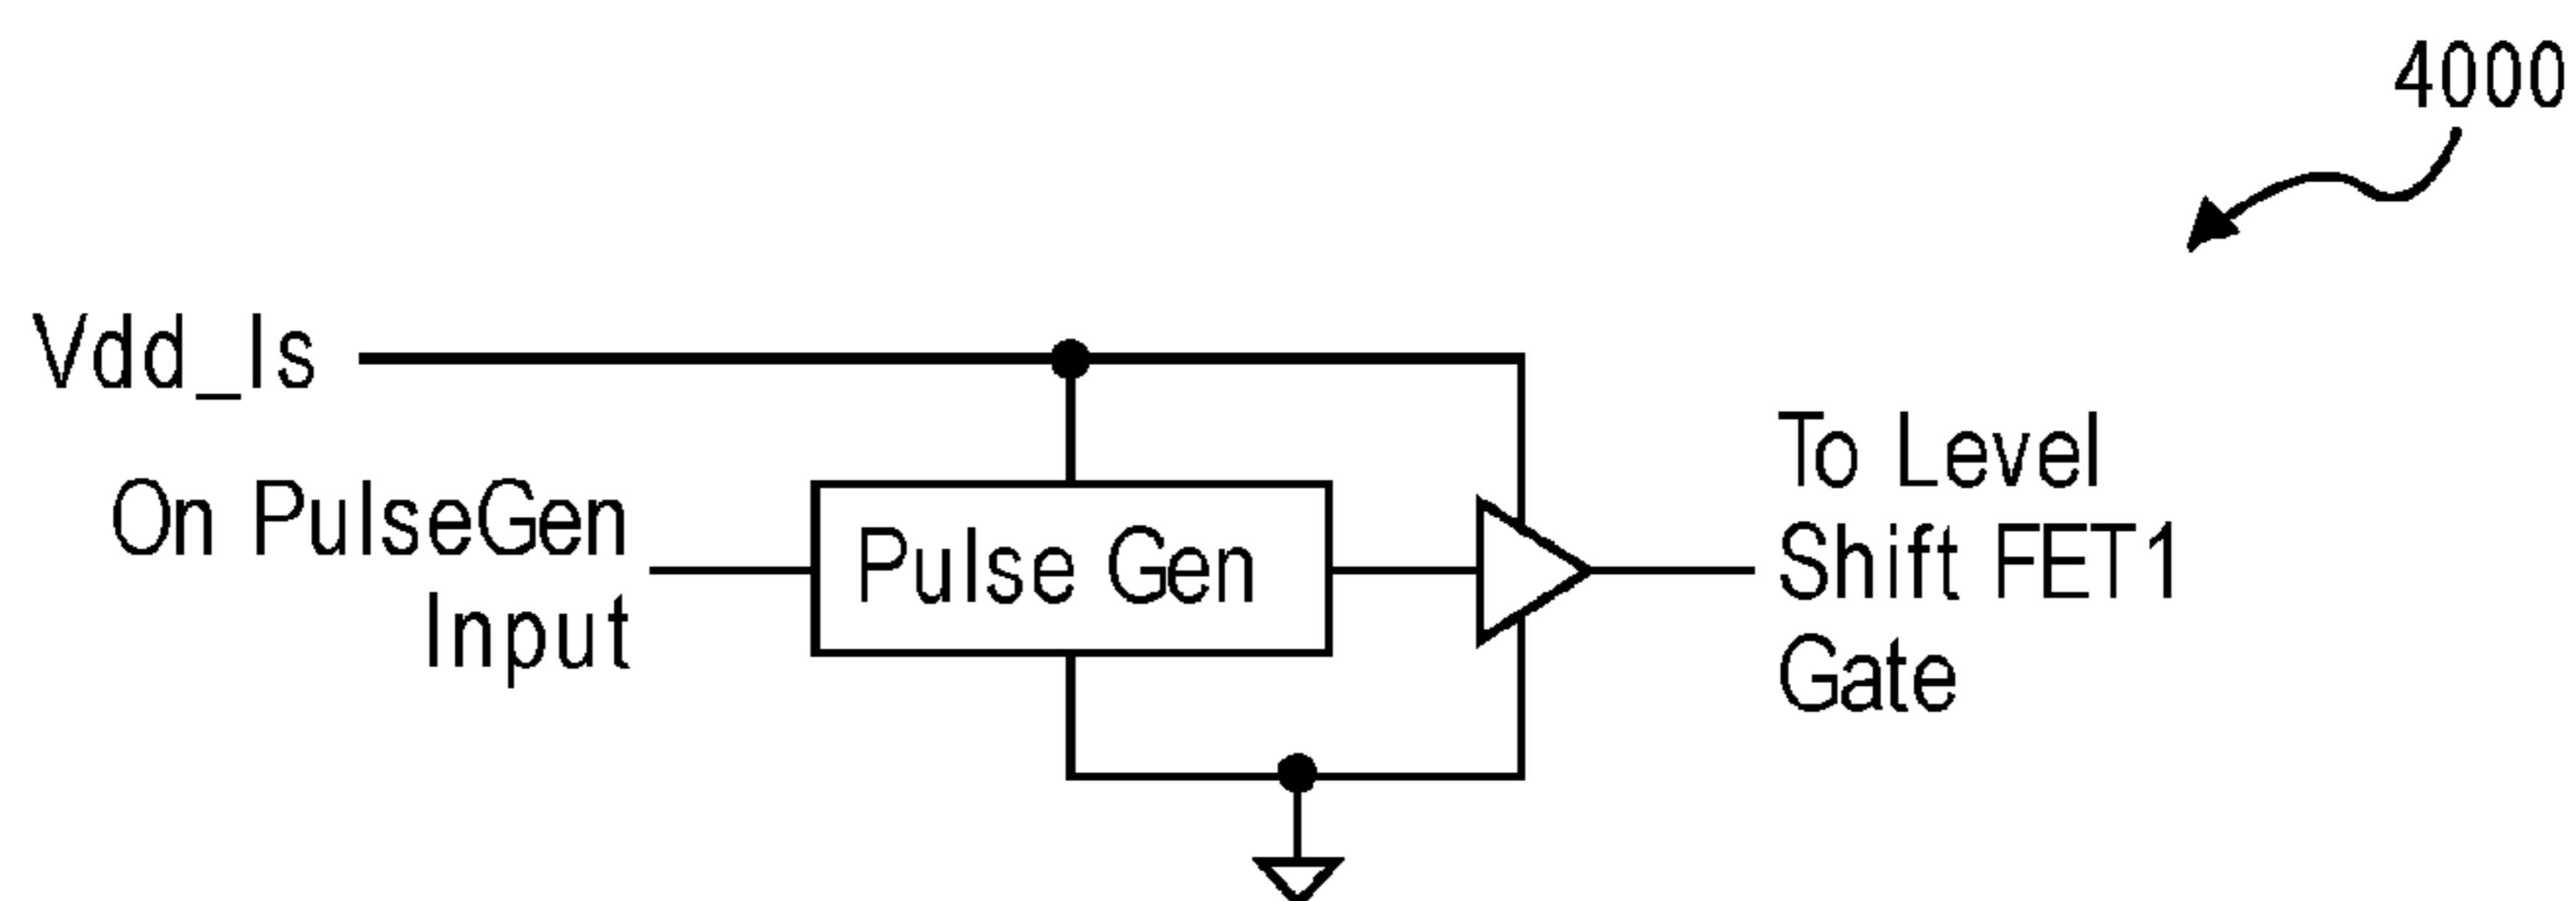 4000
Vdd_ls
On PulseGen
Input
Pulse Gen
To Level
Shift FET1
Gate